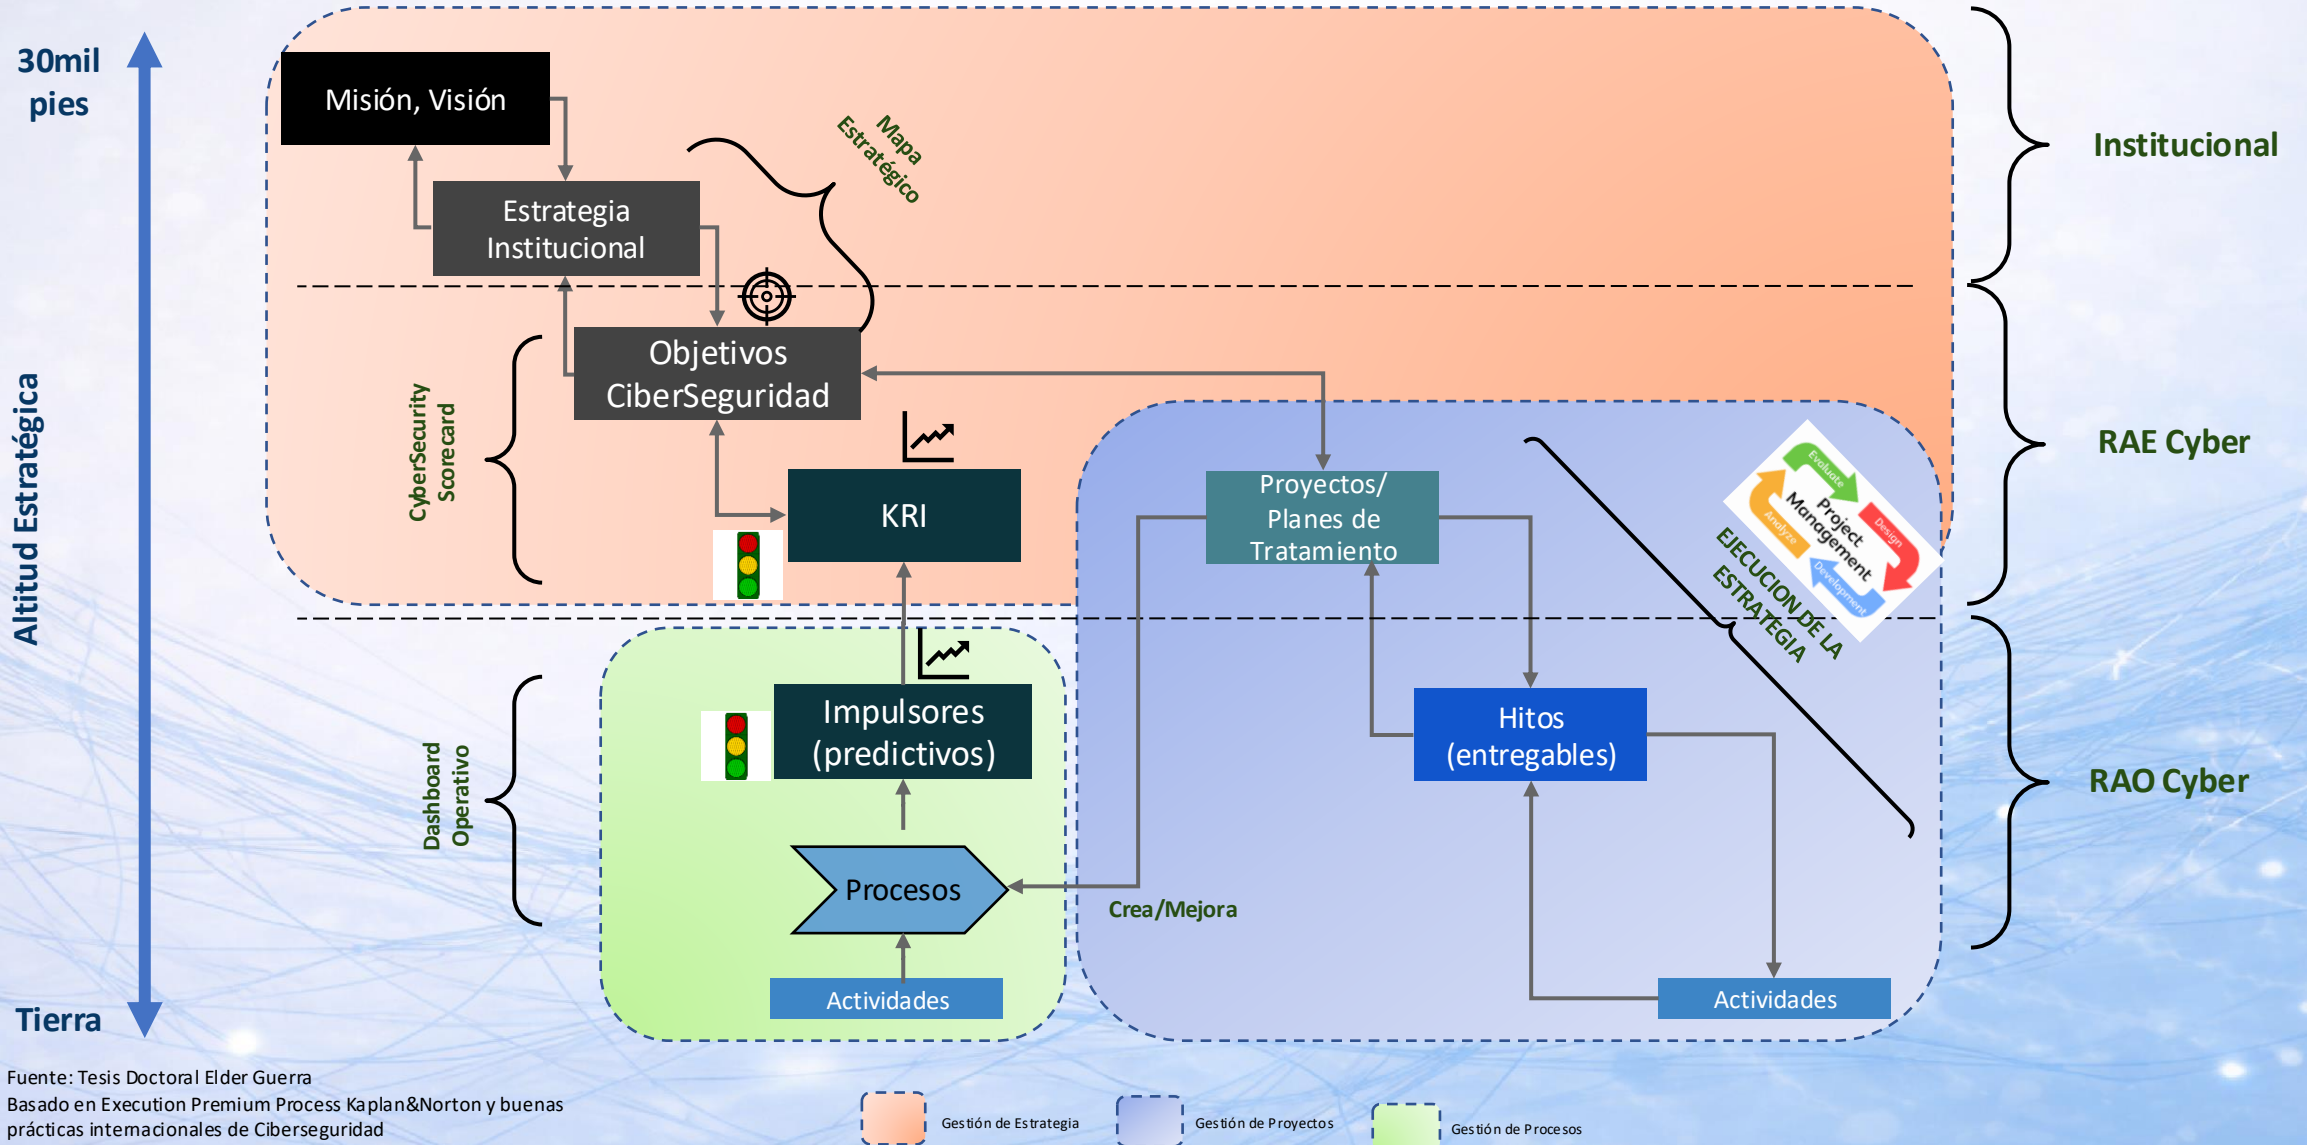 30mil
pies
Misión, Visión
Mapa
Estratégico
Institucional
Estrategia
Institucional
Objetivos
CiberSeguridad
CyberSecurity
Scorecard
Altitud Estratégica
KRI
Proyectos/
Planes de
Tratamiento
Evaluate
Design
Development
Analyze
Project
Management
EJECUCION DE LA
ESTRATEGIA
RAE Cyber
Impulsores
(predictivos)
Hitos
(entregables)
Dashboard
Operativo
RAO Cyber
Procesos
Crea/Mejora
Actividades
Actividades
Tierra
Fuente: Tesis Doctoral Elder Guerra
Basado en Execution Premium Process Kaplan&Norton y buenas
prácticas internacionales de Ciberseguridad
Gestión de Estrategia
Gestión de Proyectos
Gestión de Procesos